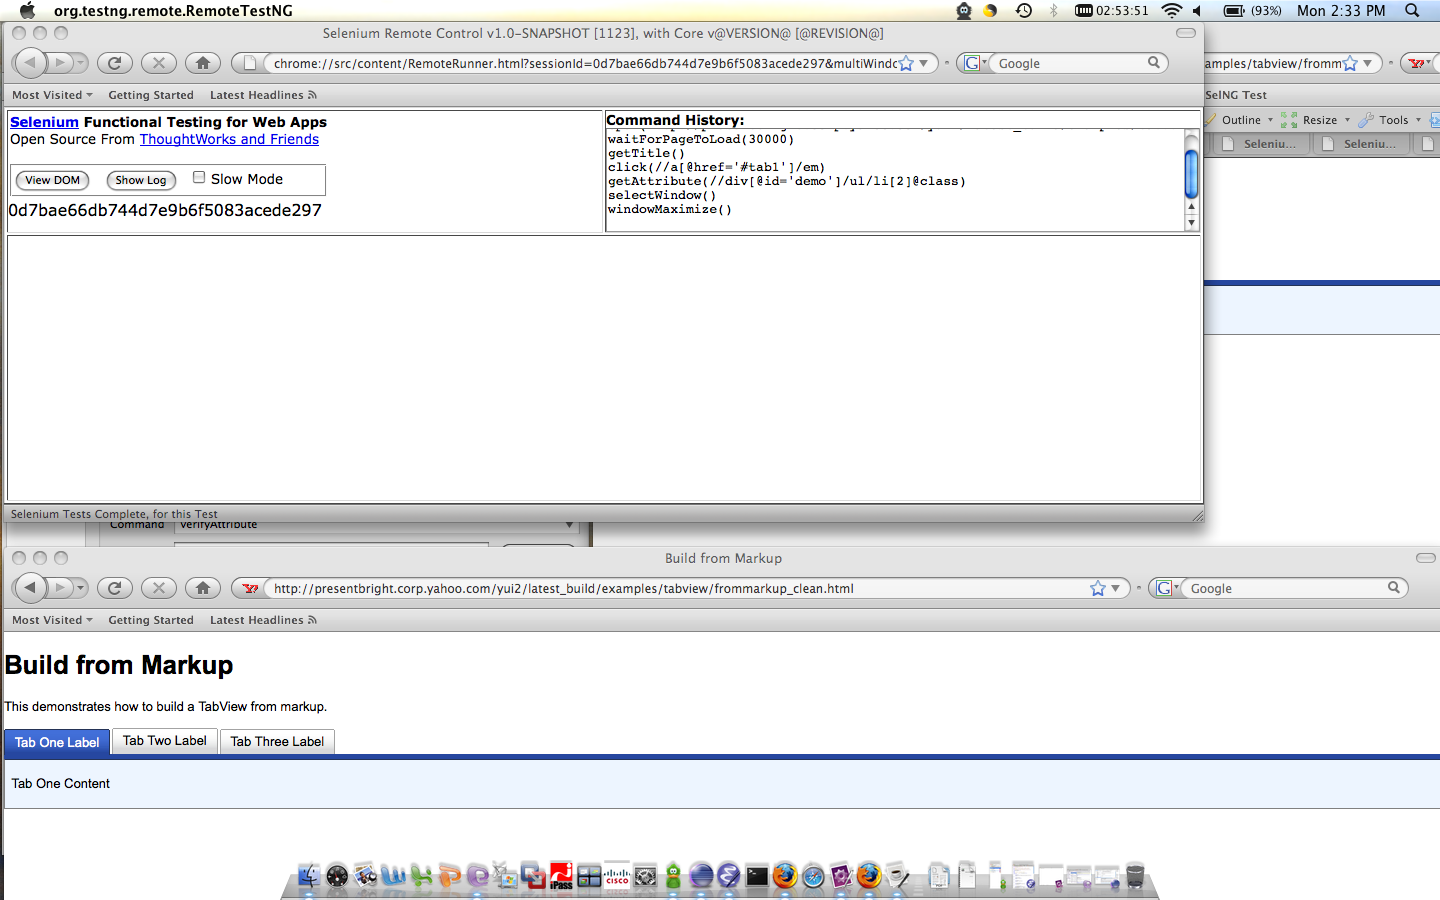 org.testng.remote.RemoteTestNG
02:53:51
(93%)
Mon 2:33 PM
Selenium Remote Control v1.0-SNAPSHOT [1123], with Core v@VERSION@ [@REVISION@]
chrome://src/content/RemoteRunner.html?sessionId=0d7bae66db744d7e9b6f5083acede297&multiWindo
Google
amples/tabview/fromm
Most Visited
Getting Started
Latest Headlines
SelNG Test
Selenium Functional Testing for Web Apps
Open Source From ThoughtWorks and Friends
View DOM
Show Log
Slow Mode
0d7bae66db744d7e9b6f5083acede297
Command History:
waitForPageToLoad(30000)
getTitle()
click(//a[@href='#tab1']/em)
getAttribute(//div[@id='demo']/ul/li[2]@class)
selectWindow()
windowMaximize()
Outline
Resize
Tools
Seleniu...
Seleniu...
Selenium Tests Complete, for this Test
Command
verifyAttribute
Build from Markup
http://presentbright.corp.yahoo.com/yui2/latest_build/examples/tabview/frommarkup_clean.html
Google
Most Visited
Getting Started
Latest Headlines
Build from Markup
This demonstrates how to build a TabView from markup.
Tab One Label
Tab Two Label
Tab Three Label
Tab One Content
iPass
CISCO